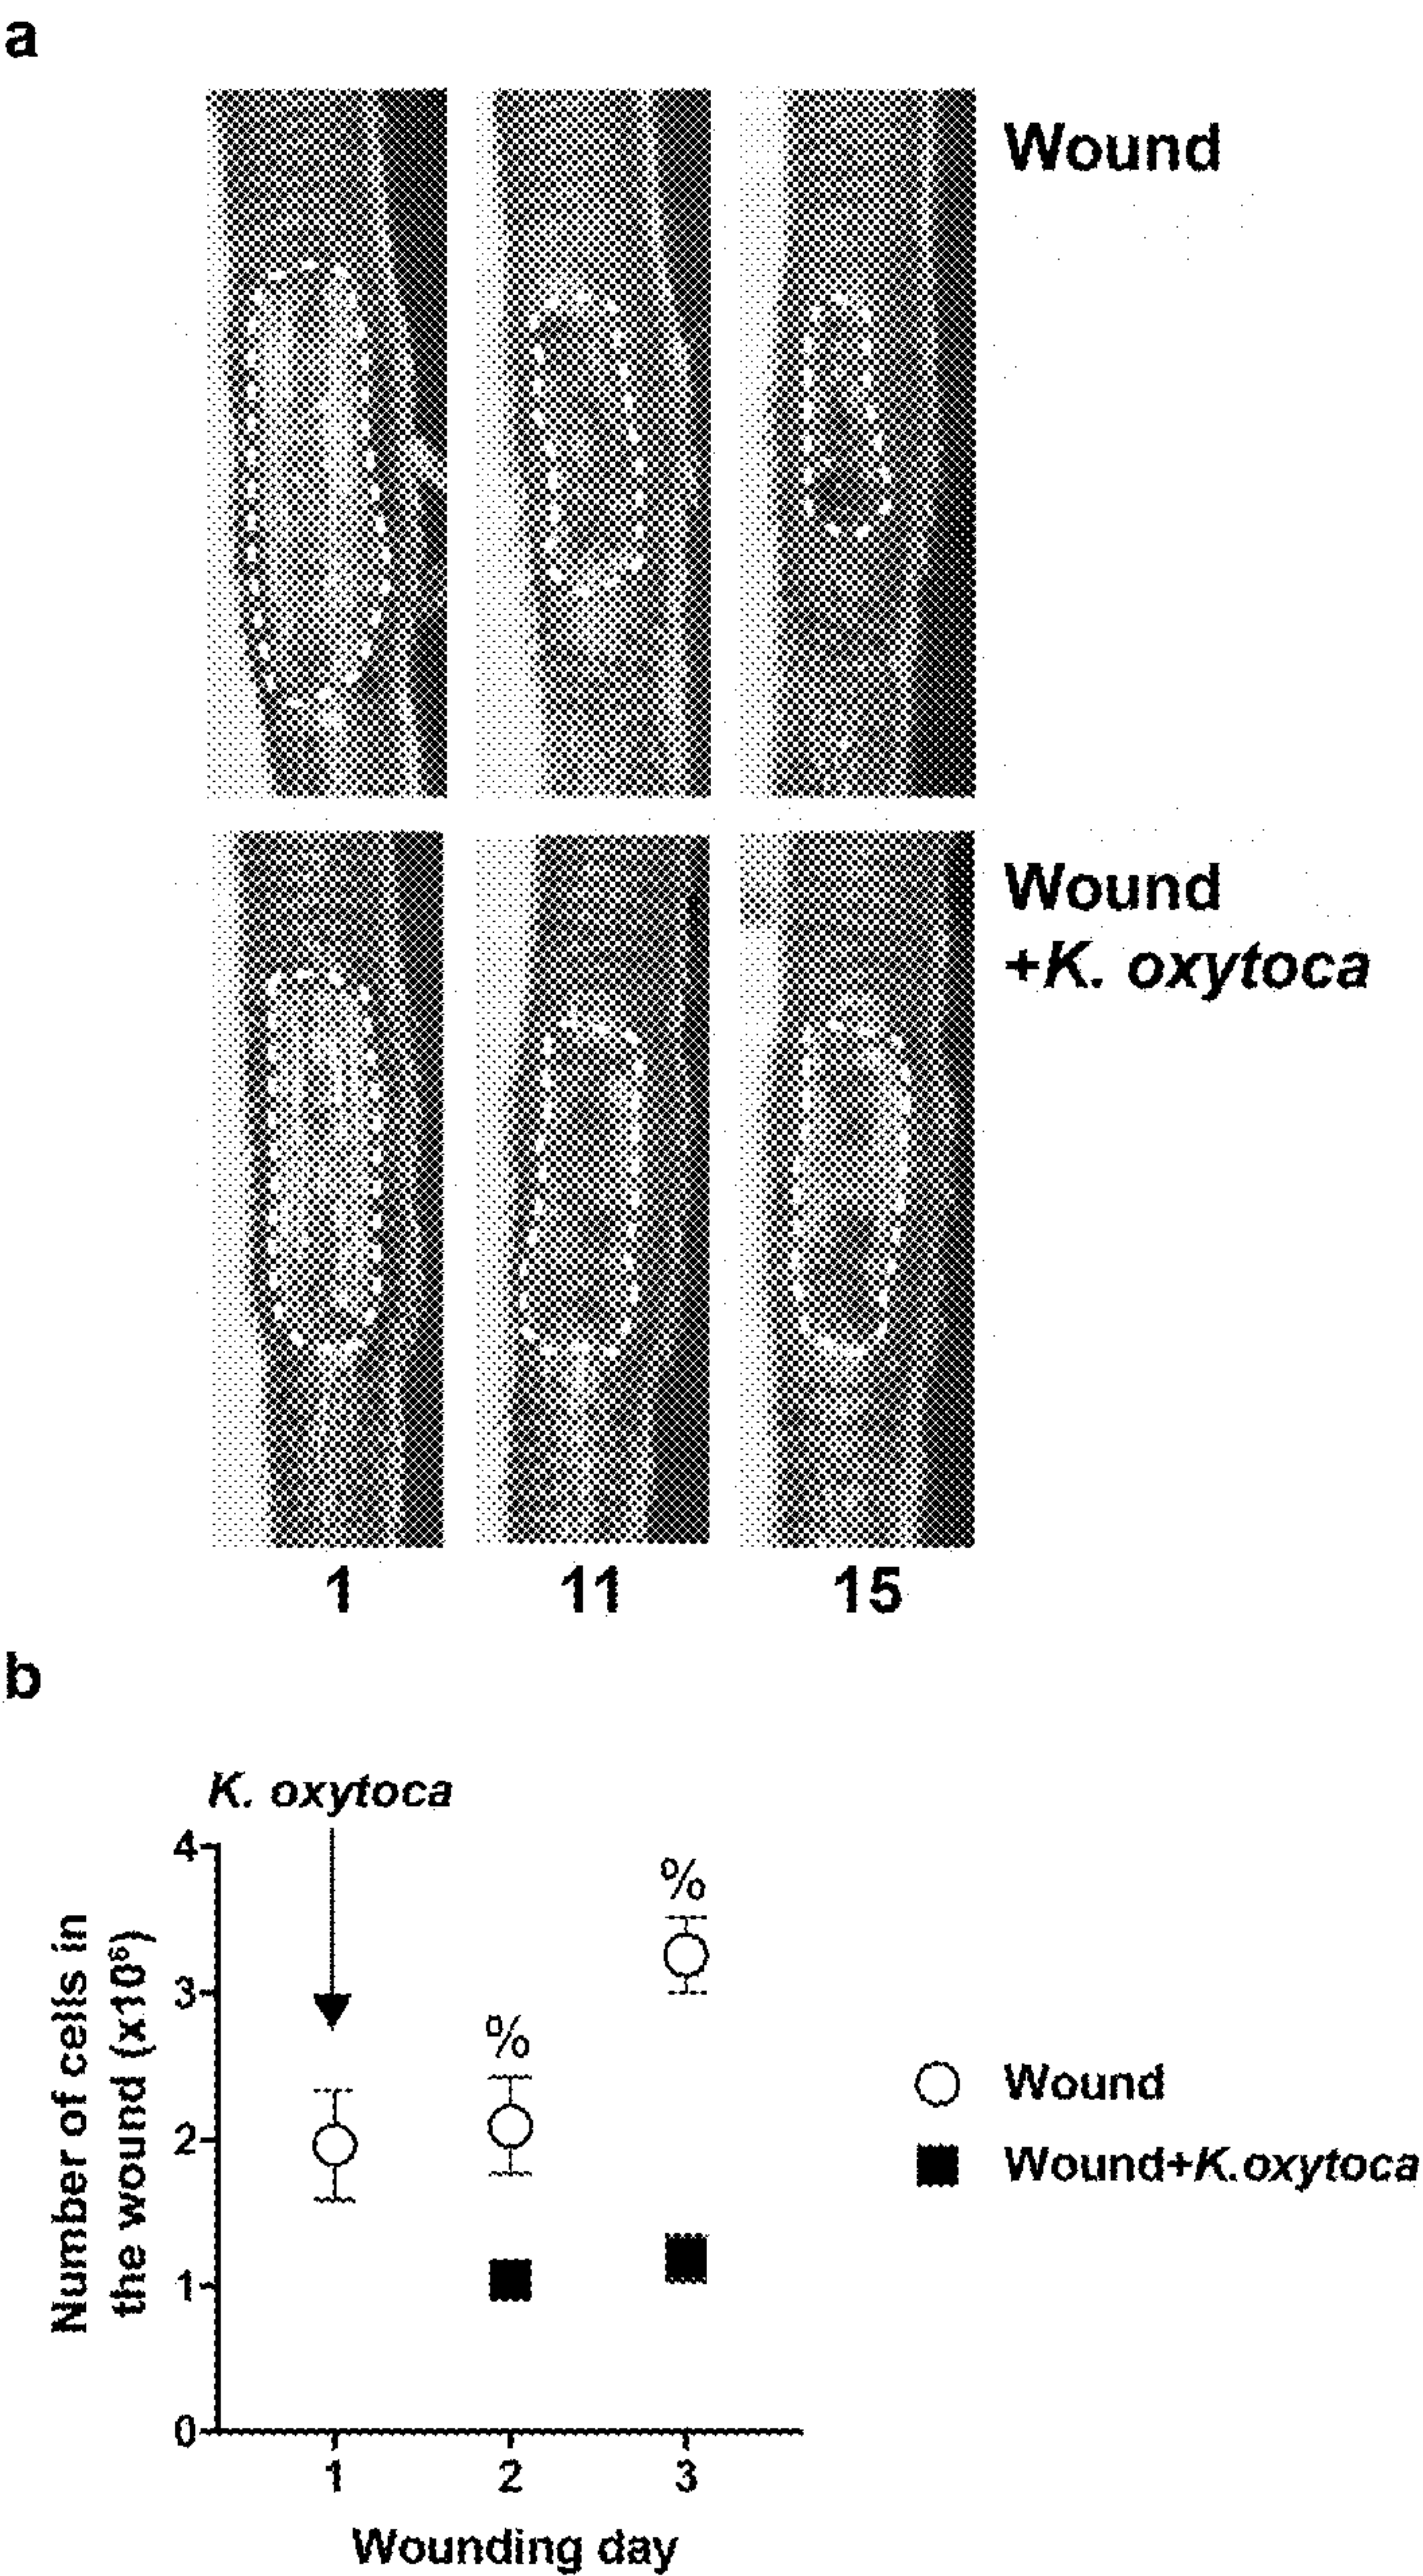 a
Wound
Wound
+K. oxytoca
1 11 15
b
K. oxytoca
4
3
2
1
0
% %
Number of cells in
the wound (x10⁶)
1 2 3
Wounding day
Wound
Wound+K.oxytoca